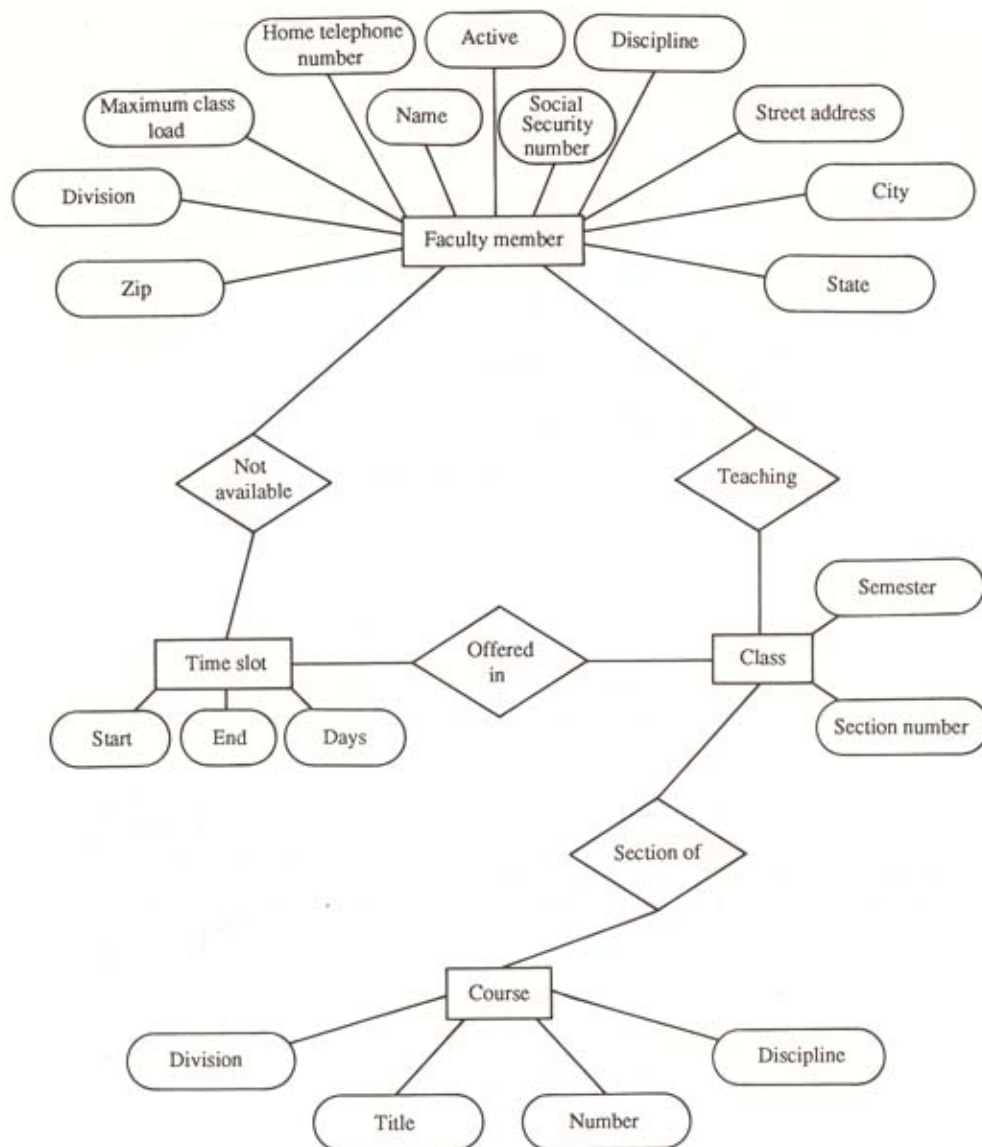 Home telephone
number
Active
Discipline
Maximum class
load
Name
Social
Security
number
Street address
Division
City
Faculty member
Zip
State
Not
available
Teaching
Semester
Time slot
Offered
in
Class
Start
End
Days
Section number
Section of
Course
Division
Discipline
Title
Number